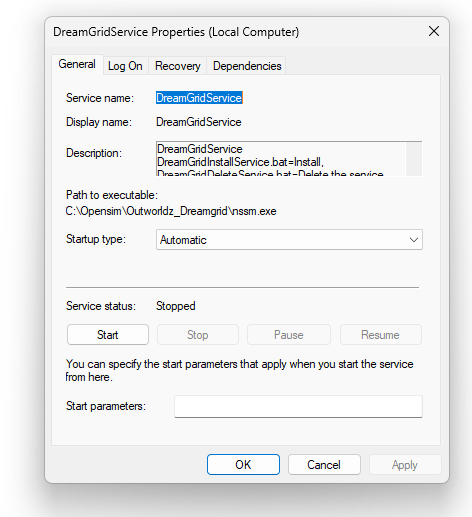 DreamGridService Properties (Local Computer)
General Log On Recovery Dependencies
Service name: DreamGridService
Display name: DreamGridService
Description: DreamGridService
DreamGridInstallService.bat=Install,
DreamGridDeleteService.bat=Delete the service
Path to executable:
C:\Opensim\Outworldz_Dreamgrid\nssm.exe
Startup type: Automatic
Service status: Stopped
Start Stop Pause Resume
You can specify the start parameters that apply when you start the service
from here.
Start parameters:
OK Cancel Apply